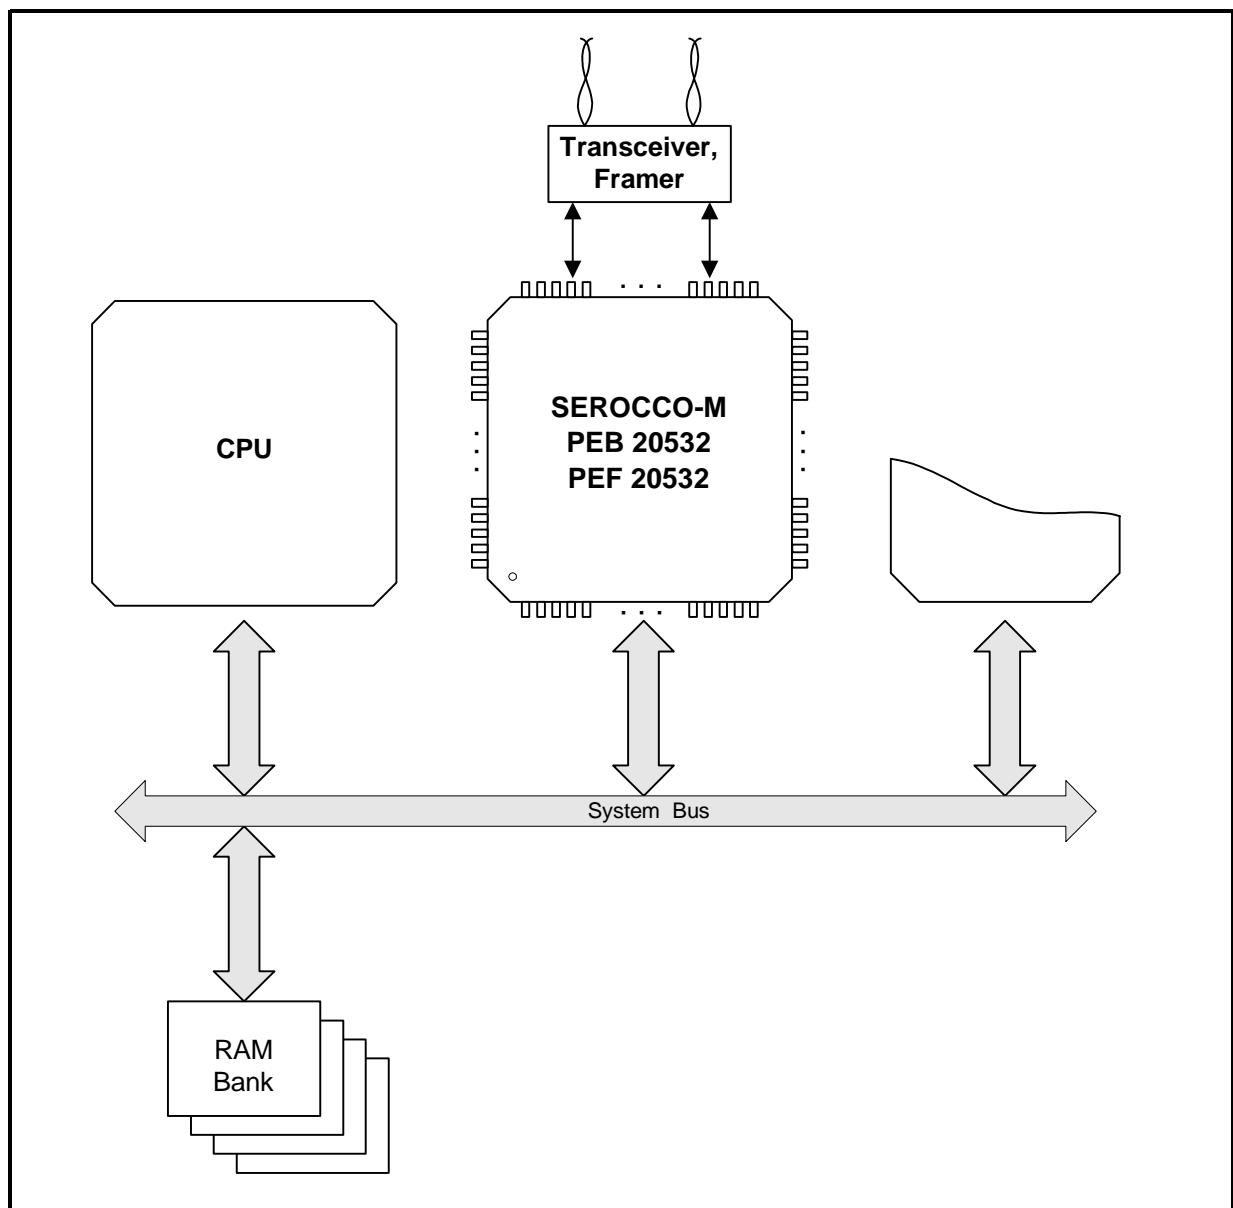 Transceiver,
Framer
CPU
SEROCCO-M
PEB 20532
PEF 20532
System Bus
RAM
Bank